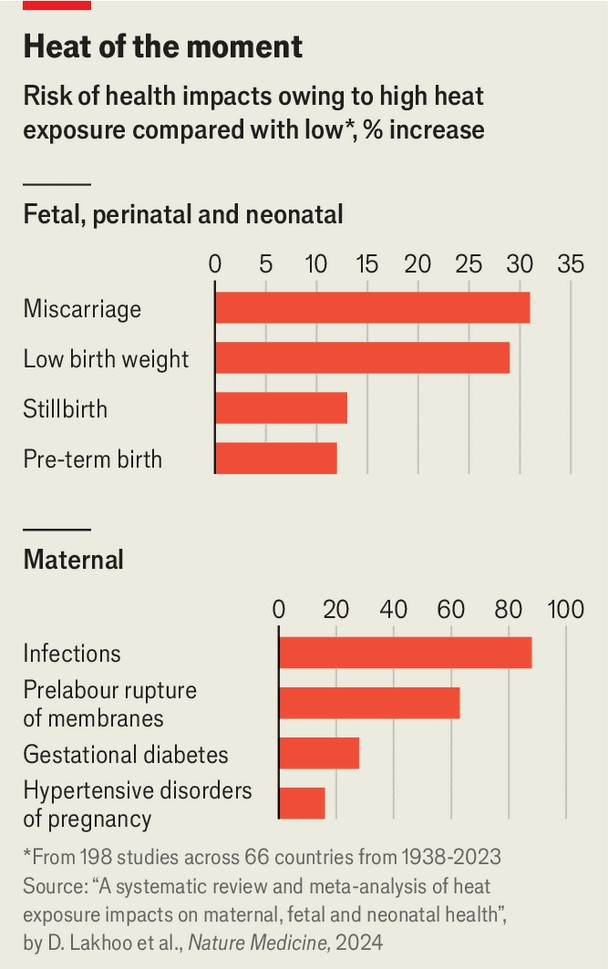 Heat of the moment
Risk of health impacts owing to high heat
exposure compared with low*, % increase
Fetal, perinatal and neonatal
0 5 10 15 20 25 30 35
Miscarriage
Low birth weight
Stillbirth
Pre-term birth
Maternal
0 20 40 60 80 100
Infections
Prelabour rupture
of membranes
Gestational diabetes
Hypertensive disorders
of pregnancy
*From 198 studies across 66 countries from 1938-2023
Source: “A systematic review and meta-analysis of heat
exposure impacts on maternal, fetal and neonatal health”,
by D. Lakhoo et al., Nature Medicine, 2024